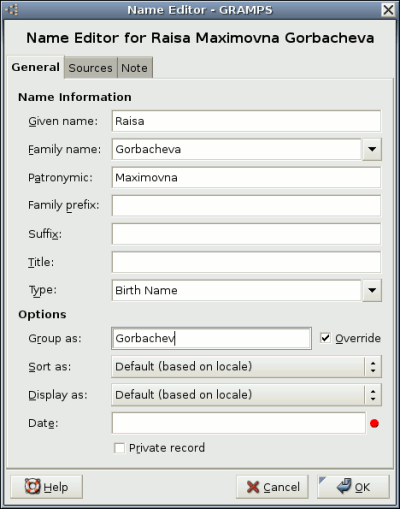 Name Editor - GRAMPS
Name Editor for Raisa Maximovna Gorbacheva
General Sources Note
Name Information
Given name: Raisa
Family name: Gorbacheva
Patronymic: Maximovna
Family prefix:
Suffix:
Title:
Type: Birth Name
Options
Group as: Gorbachev Override
Sort as: Default (based on locale)
Display as: Default (based on locale)
Date:
Private record
Help Cancel OK